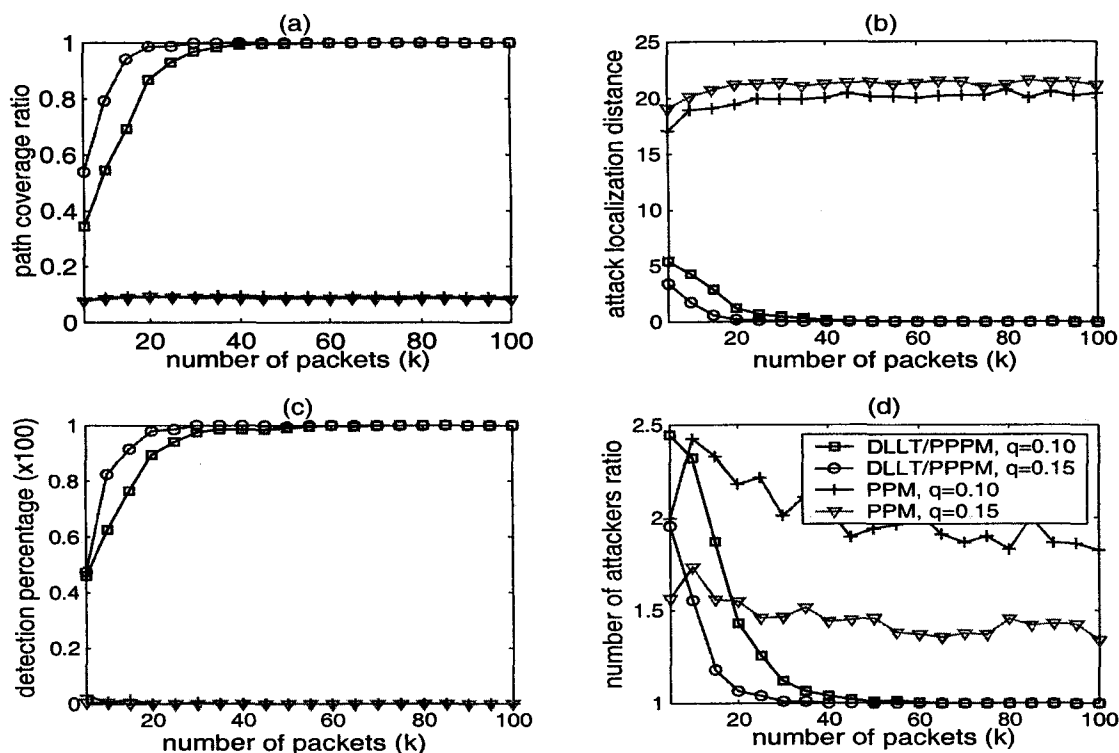 (a)
1
0.8
0.6
0.4
0.2
0
20 40 60 80 100
number of packets (k)
path coverage ratio
(b)
25
20
15
10
5
0
20 40 60 80 100
number of packets (k)
attack localization distance
(c)
1
0.8
0.6
0.4
0.2
0
20 40 60 80 100
number of packets (k)
detection percentage (x100)
(d)
2.5
2
1.5
1
20 40 60 80 100
number of packets (k)
number of attackers ratio
DLLT/PPPM, q=0.10
DLLT/PPPM, q=0.15
PPM, q=0.10
PPM, q=0.15